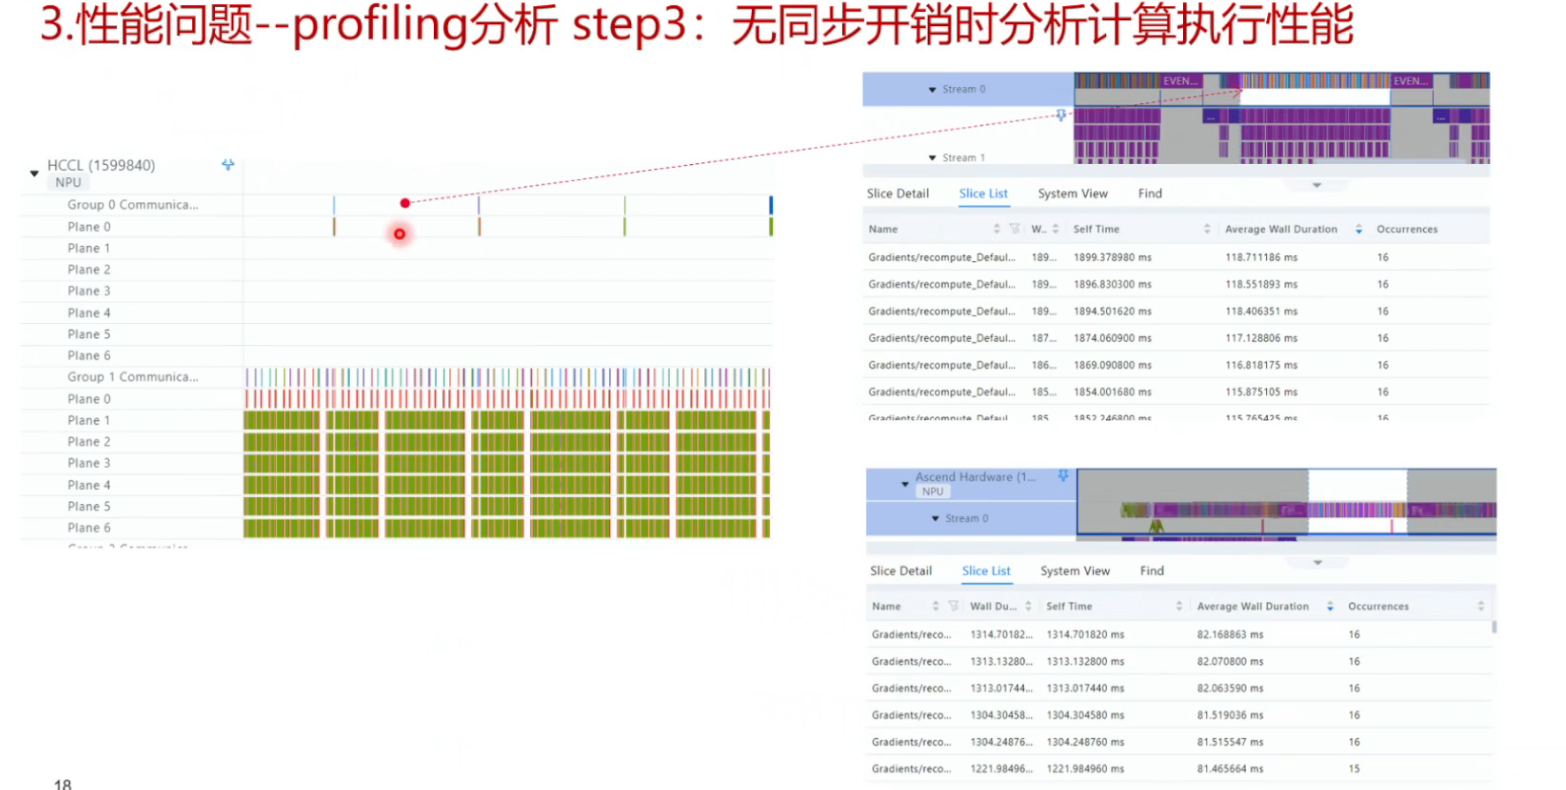 3.性能问题--profiling分析 step3：无同步开销时分析计算执行性能
HCCL (1599840)
NPU
Group 0 Communica...
Plane 0
Plane 1
Plane 2
Plane 3
Plane 4
Plane 5
Plane 6
Group 1 Communica...
Plane 0
Plane 1
Plane 2
Plane 3
Plane 4
Plane 5
Plane 6
Stream 0
EVEN... EVEN...
... ...
Stream 1
Slice Detail Slice List System View Find
Name W... Self Time Average Wall Duration Occurrences
Gradients/recompute_Defaul... 189... 1899.378980 ms 118.711186 ms 16
Gradients/recompute_Defaul... 189... 1896.830300 ms 118.551893 ms 16
Gradients/recompute_Defaul... 189... 1894.501620 ms 118.406351 ms 16
Gradients/recompute_Defaul... 187... 1874.060900 ms 117.128806 ms 16
Gradients/recompute_Defaul... 186... 1869.090800 ms 116.818175 ms 16
Gradients/recompute_Defaul... 185... 1854.001680 ms 115.875105 ms 16
Gradients/recompute_Defaul... 185... 1852.246800 ms 115.765425 ms 16
Ascend Hardware (1...
NPU
Stream 0
Slice Detail Slice List System View Find
Name Wall Du... Self Time Average Wall Duration Occurrences
Gradients/reco... 1314.70182... 1314.701820 ms 82.168863 ms 16
Gradients/reco... 1313.13280... 1313.132800 ms 82.070800 ms 16
Gradients/reco... 1313.01744... 1313.017440 ms 82.063590 ms 16
Gradients/reco... 1304.30458... 1304.304580 ms 81.519036 ms 16
Gradients/reco... 1304.24876... 1304.248760 ms 81.515547 ms 16
Gradients/reco... 1221.98496... 1221.984960 ms 81.465664 ms 15
18